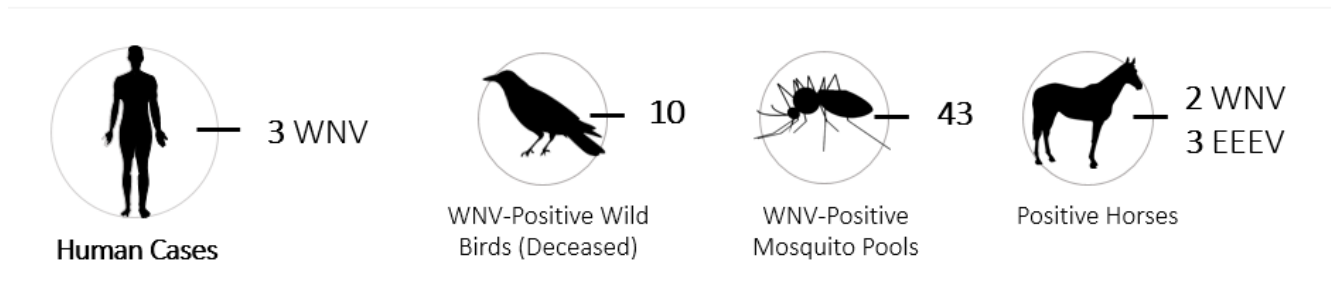 3 WNV
Human Cases
10
WNV-Positive Wild
Birds (Deceased)
43
WNV-Positive
Mosquito Pools
2 WNV
3 EEEV
Positive Horses